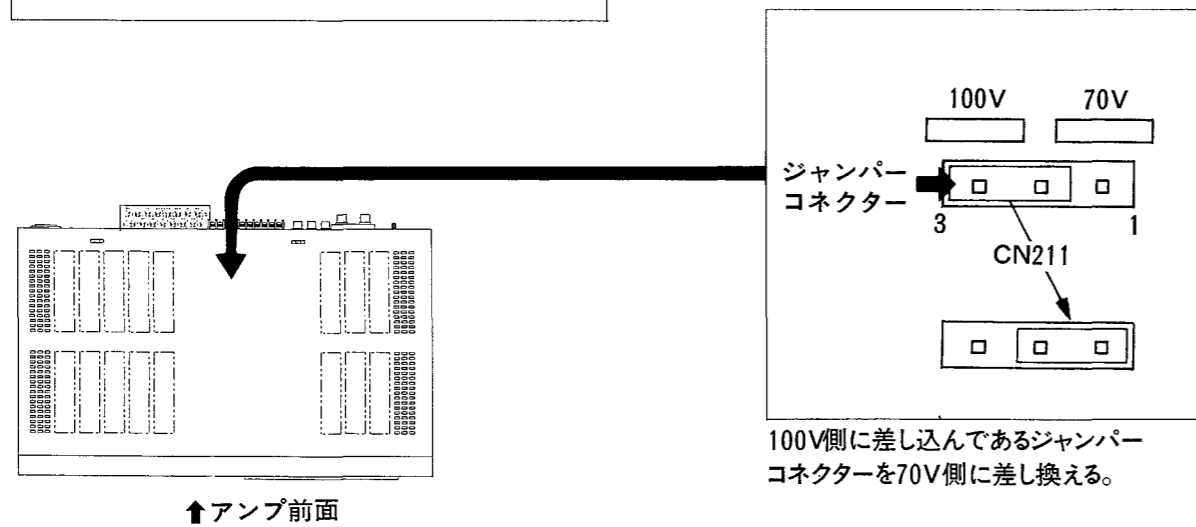 100V 70V
ジャンパー
コネクター
3 1
CN211
100V側に差し込んであるジャンパー
コネクターを70V側に差し換える。
⬆アンプ前面